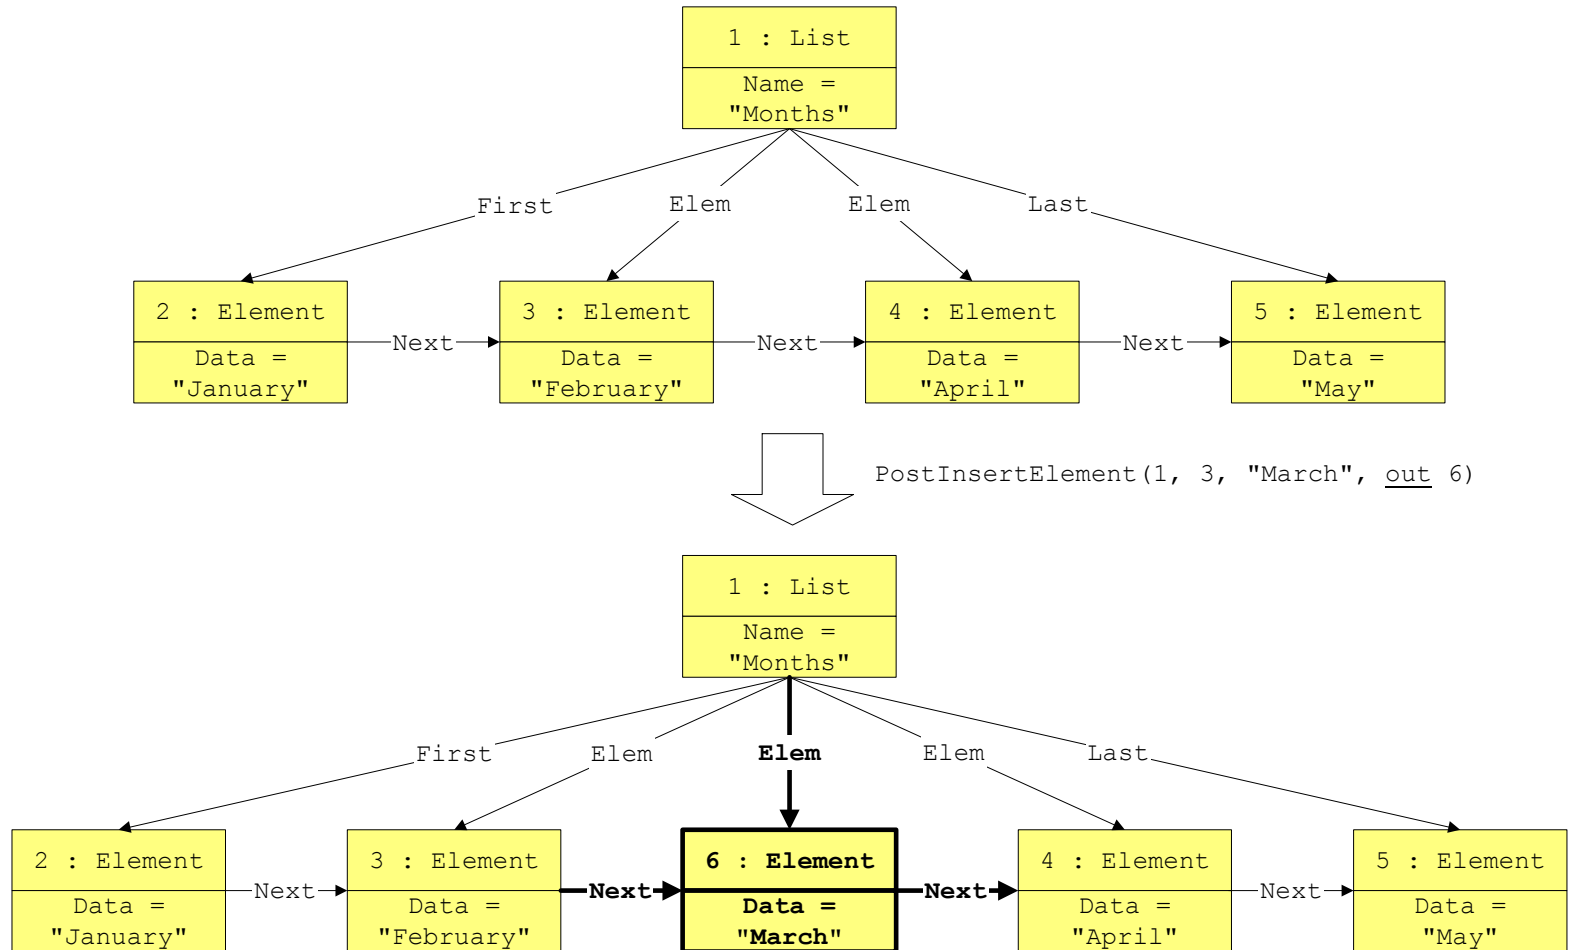 1 : List
Name =
"Months"
First
Elem
Elem
Last
2 : Element
3 : Element
4 : Element
5 : Element
Next
Next
Next
Data =
"January"
Data =
"February"
Data =
"April"
Data =
"May"
PostInsertElement(1, 3, "March", out 6)
1 : List
Name =
"Months"
First
Elem
Elem
Elem
Last
2 : Element
3 : Element
6 : Element
4 : Element
5 : Element
Next
Next
Next
Next
Data =
"January"
Data =
"February"
Data =
"March"
Data =
"April"
Data =
"May"